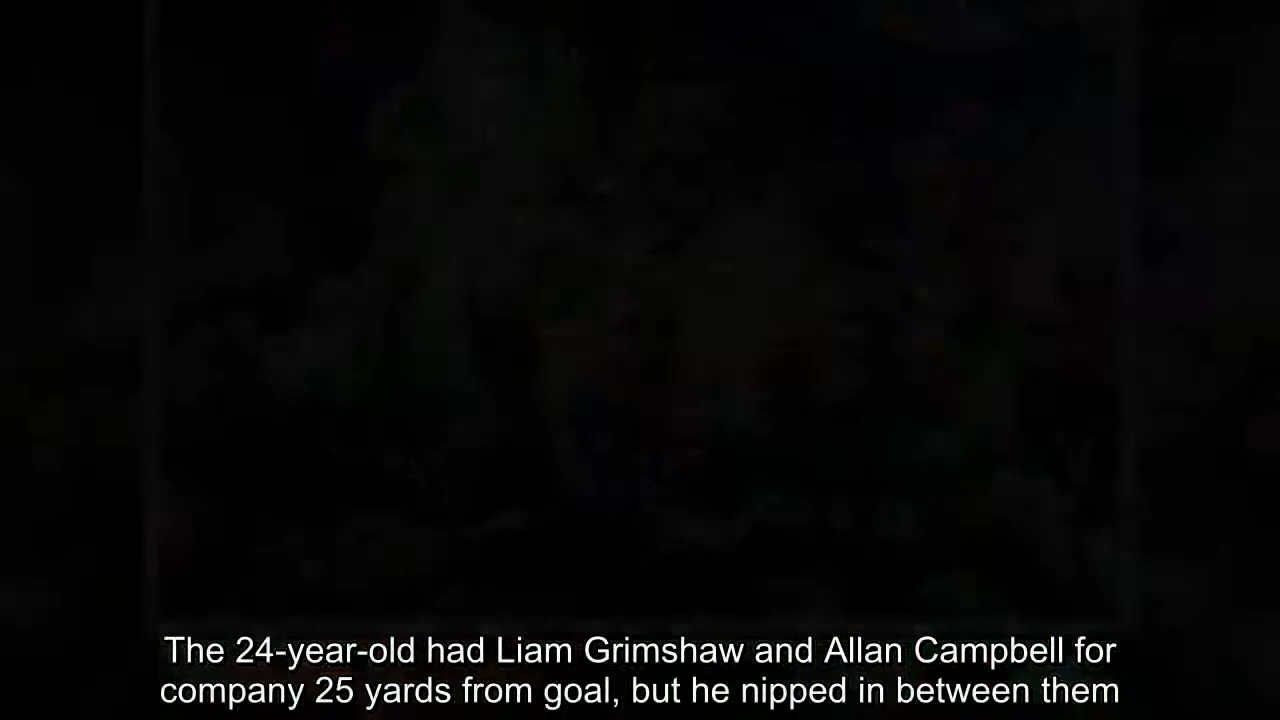 The 24-year-old had Liam Grimshaw and Allan Campbell for
company 25 yards from goal, but he nipped in between them